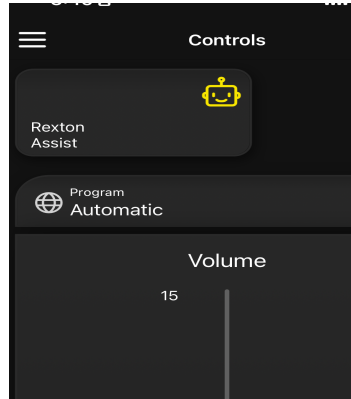 Controls
Rexton
Assist
Program
Automatic
Volume
15